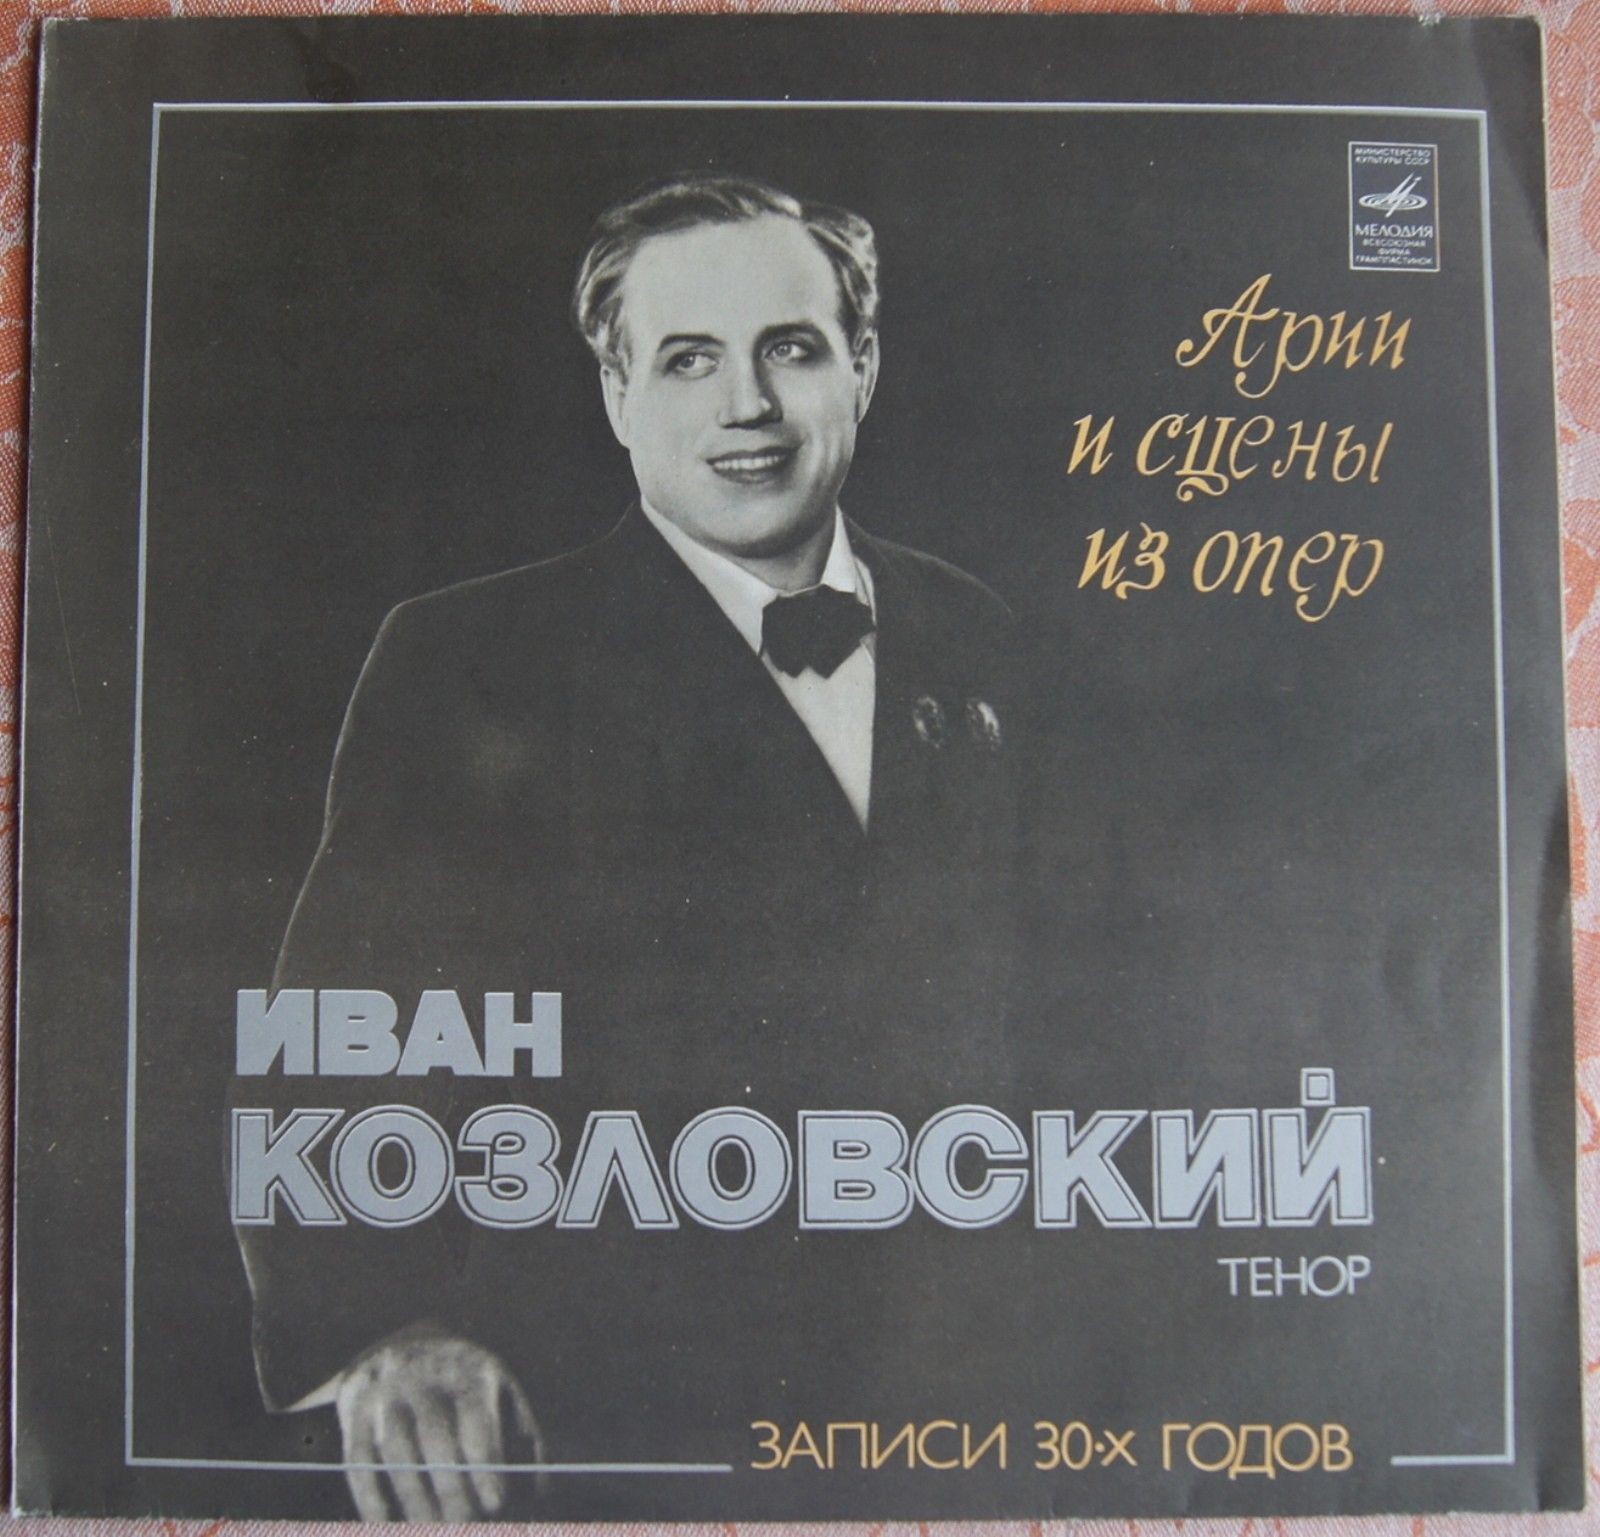 МИНИСТЕРСТВО
КУЛЬТУРЫ СССР
МЕЛОДИЯ
ВСЕСОЮЗНАЯ
ФИРМА
ГРАМПЛАСТИНОК
Арии
и сцены
из опер
ИВАН
КОЗЛОВСКИЙ
ТЕНОР
ЗАПИСИ 30-х ГОДОВ